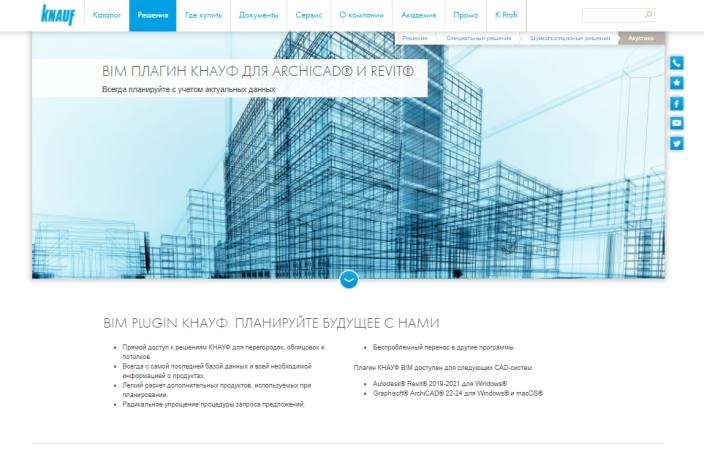 KNAUF
Каталог
Решения
Где купить
Документы
Сервис
О компании
Академия
Промо
К Profi
Решения
Специальные решения
Шумоизоляционные решения
Акустика
BIM ПЛАГИН КНАУФ ДЛЯ ARCHICAD® И REVIT®
Всегда планируйте с учетом актуальных данных
BIM PLUGIN КНАУФ: ПЛАНИРУЙТЕ БУДУЩЕЕ С НАМИ
• Прямой доступ к решениям КНАУФ для перегородок, облицовок и
потолков.
• Всегда с самой последней базой данных и всей необходимой
информацией о продуктах.
• Легкий расчет дополнительных продуктов, используемых при
планировании.
• Радикальное упрощение процедуры запроса предложений.
• Беспроблемный перенос в другие программы.
Плагин КНАУФ BIM доступен для следующих CAD-систем:
• Autodesk® Revit® 2019-2021 для Windows®
• Graphisoft® ArchiCAD® 22-24 для Windows® и macOS®